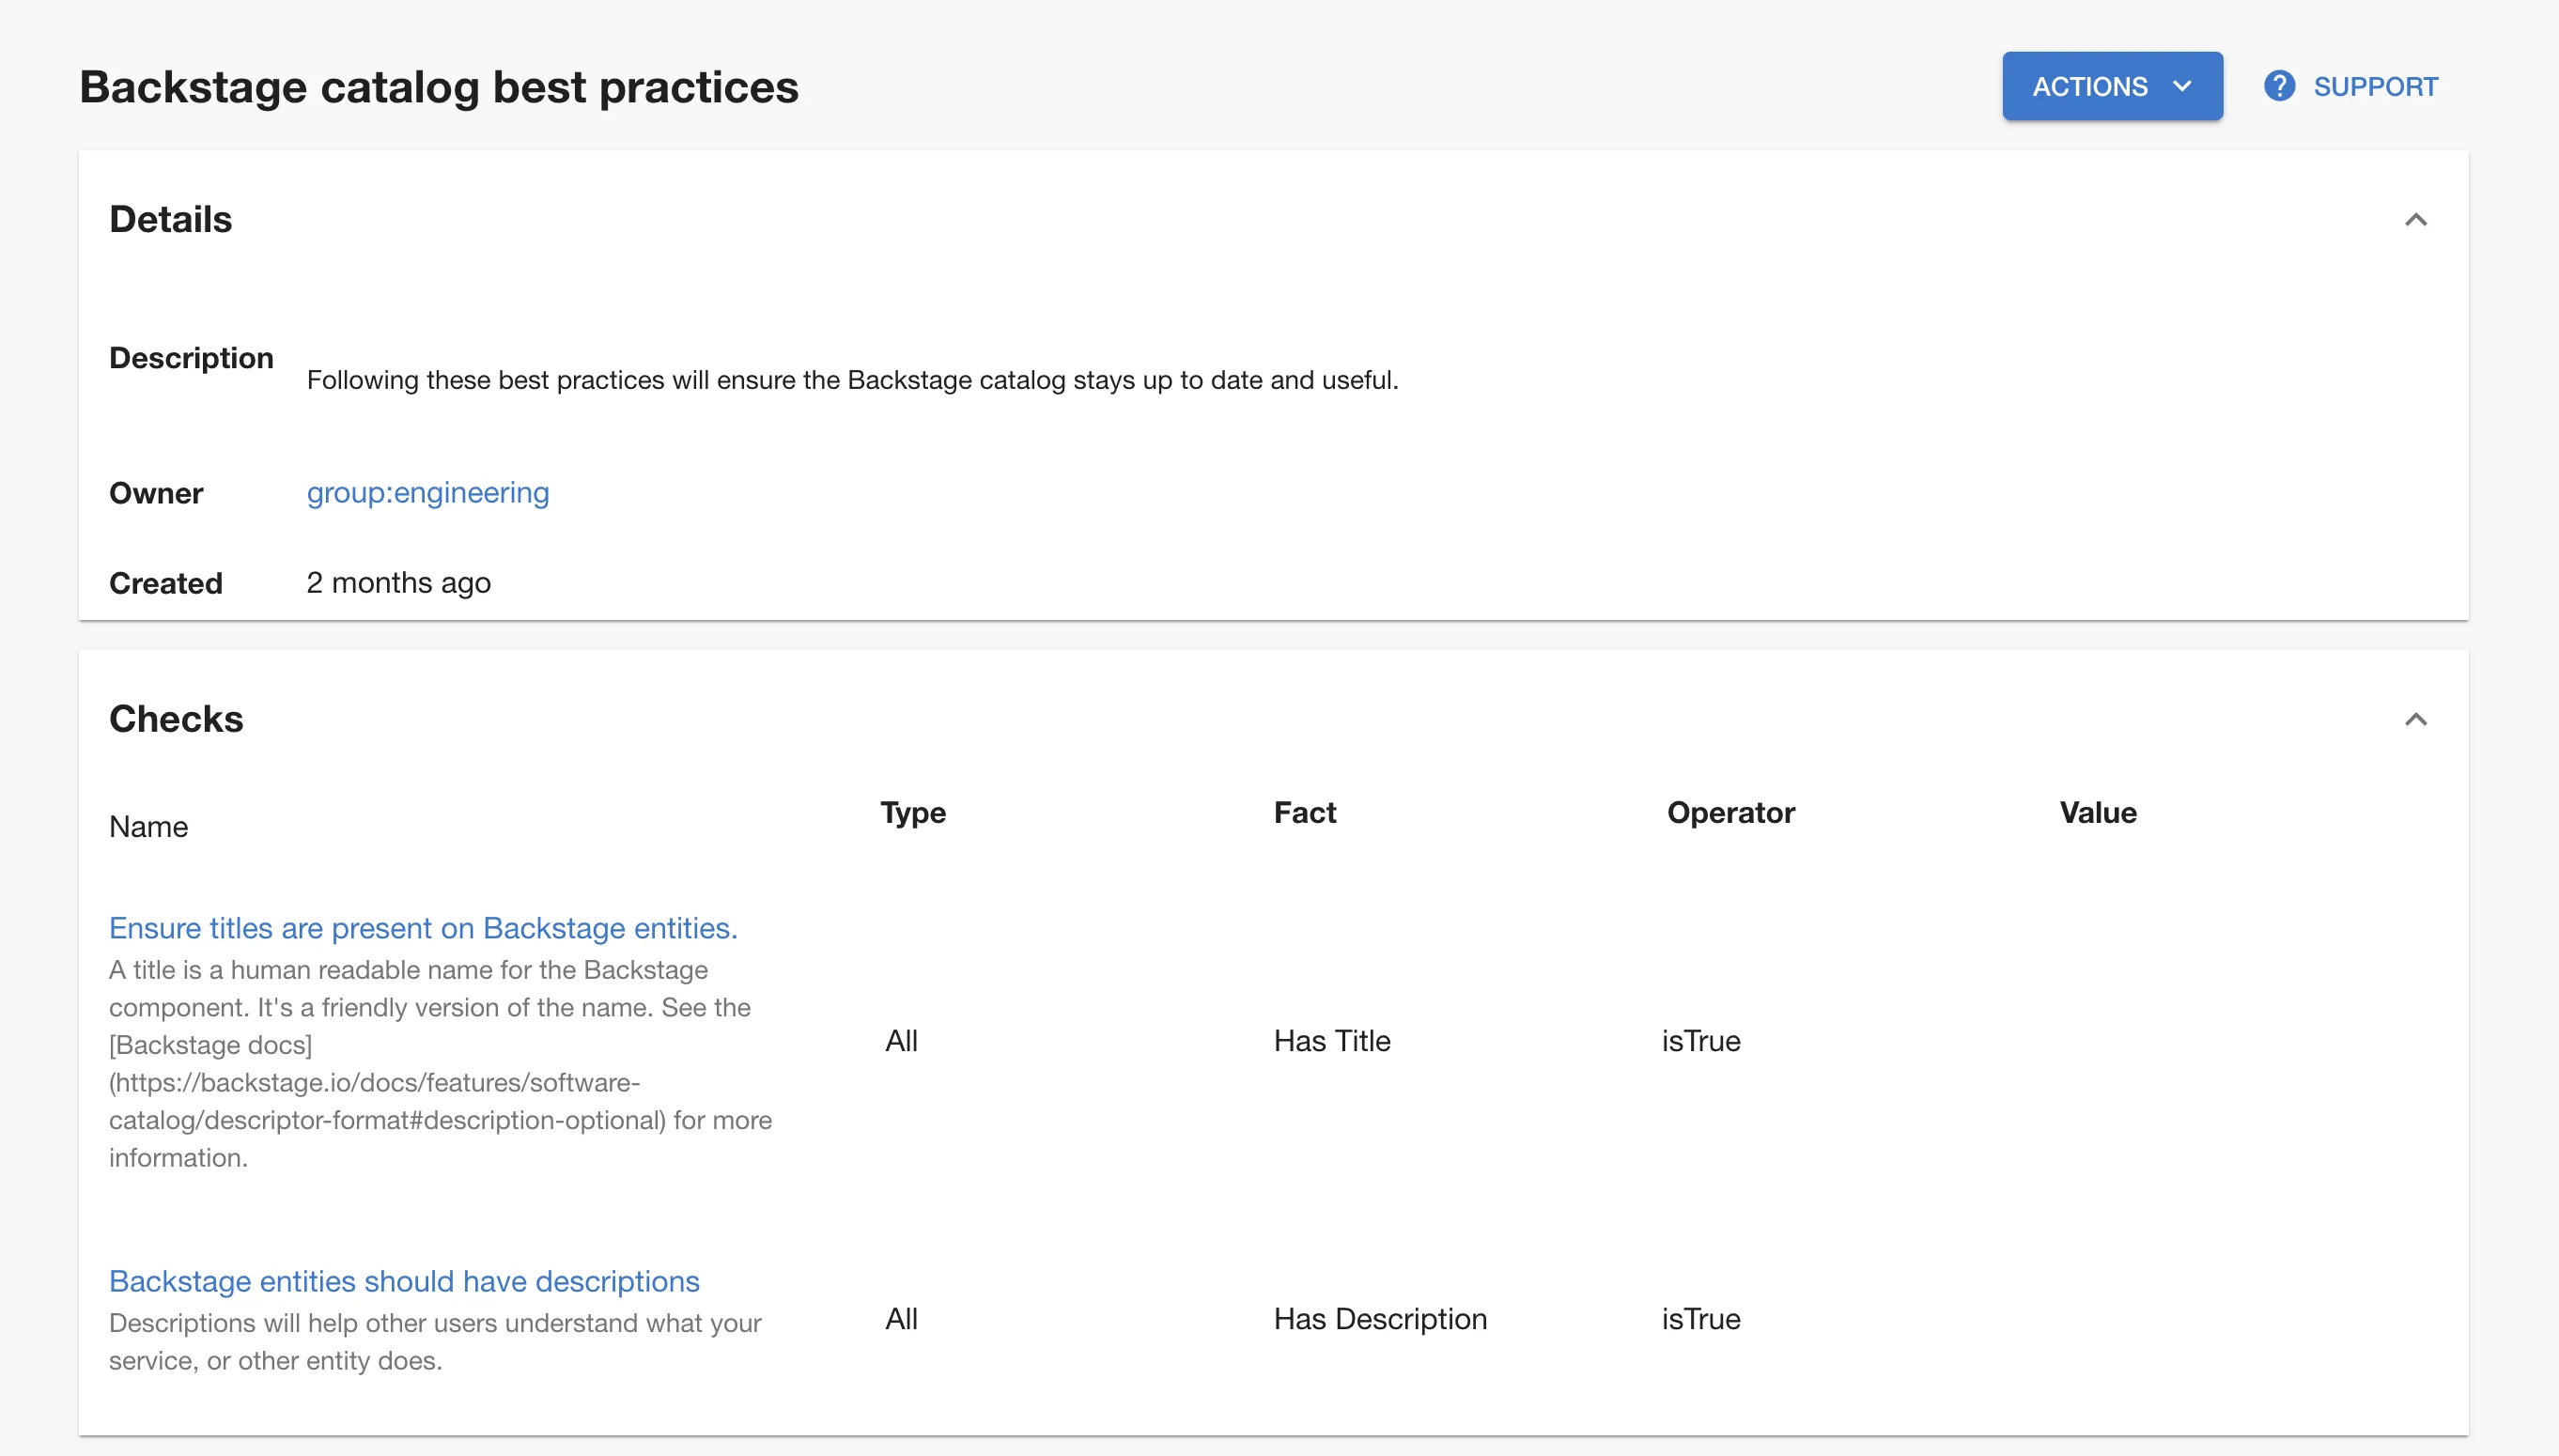 Backstage catalog best practices
ACTIONS
SUPPORT
Details
Description
Following these best practices will ensure the Backstage catalog stays up to date and useful.
Owner
group:engineering
Created
2 months ago
Checks
Name
Type
Fact
Operator
Value
Ensure titles are present on Backstage entities.
A title is a human readable name for the Backstage
component. It's a friendly version of the name. See the
[Backstage docs]
(https://backstage.io/docs/features/software-
catalog/descriptor-format#description-optional) for more
information.
All
Has Title
isTrue
Backstage entities should have descriptions
Descriptions will help other users understand what your
service, or other entity does.
All
Has Description
isTrue